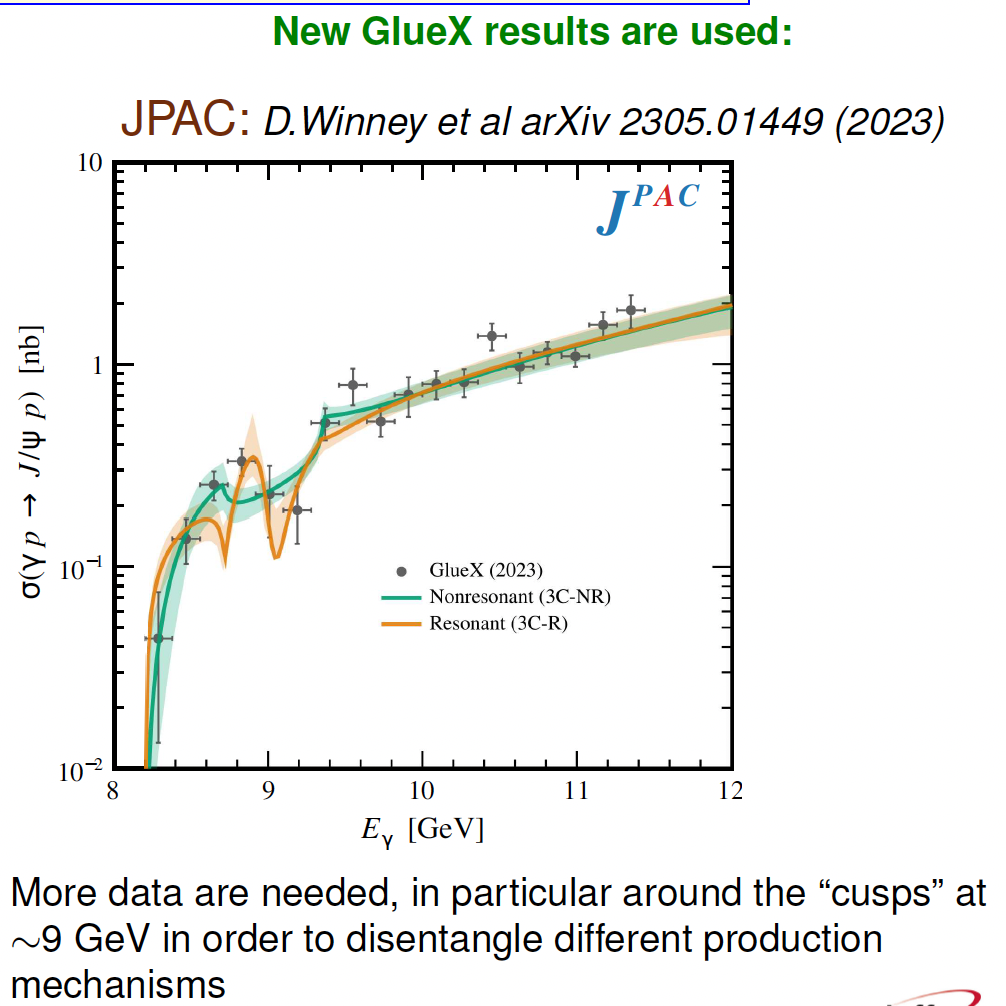 New GlueX results are used:
JPAC: D.Winney et al arXiv 2305.01449 (2023)
10
J^PAC
1
10⁻¹
10⁻²
σ(γ p → J/ψ p) [nb]
GlueX (2023)
Nonresonant (3C-NR)
Resonant (3C-R)
8 9 10 11 12
E_γ [GeV]
More data are needed, in particular around the “cusps” at
∼9 GeV in order to disentangle different production
mechanisms